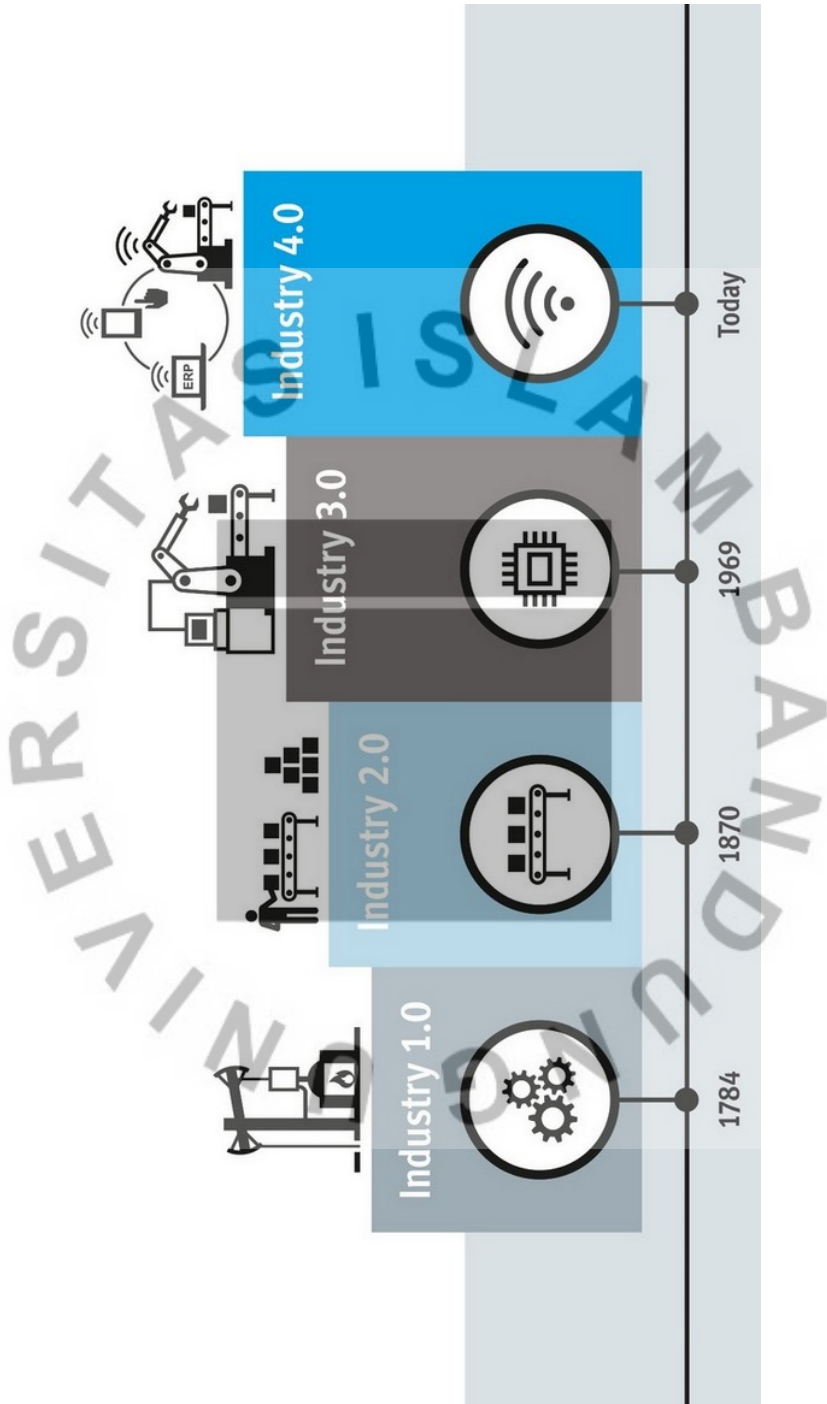 Industry 1.0
Industry 2.0
Industry 3.0
Industry 4.0
ERP
1784
1870
1969
Today
UNIVERSITAS ISLAM BANDUNG